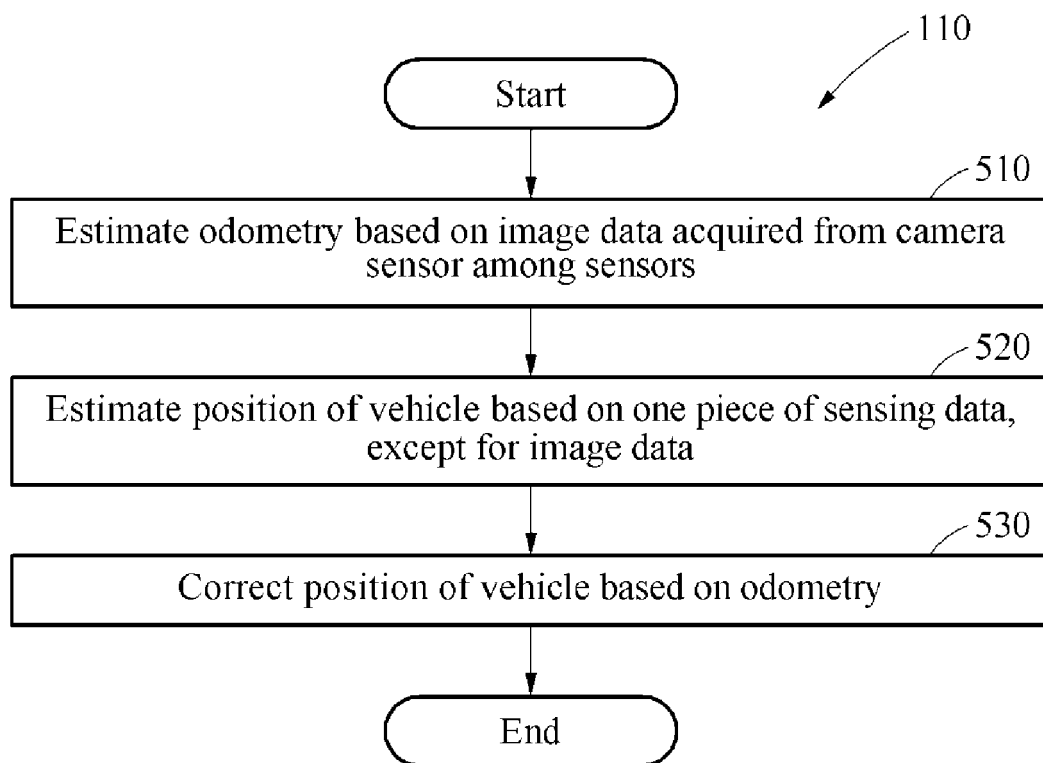 110
Start
510
Estimate odometry based on image data acquired from camera
sensor among sensors
520
Estimate position of vehicle based on one piece of sensing data,
except for image data
530
Correct position of vehicle based on odometry
End